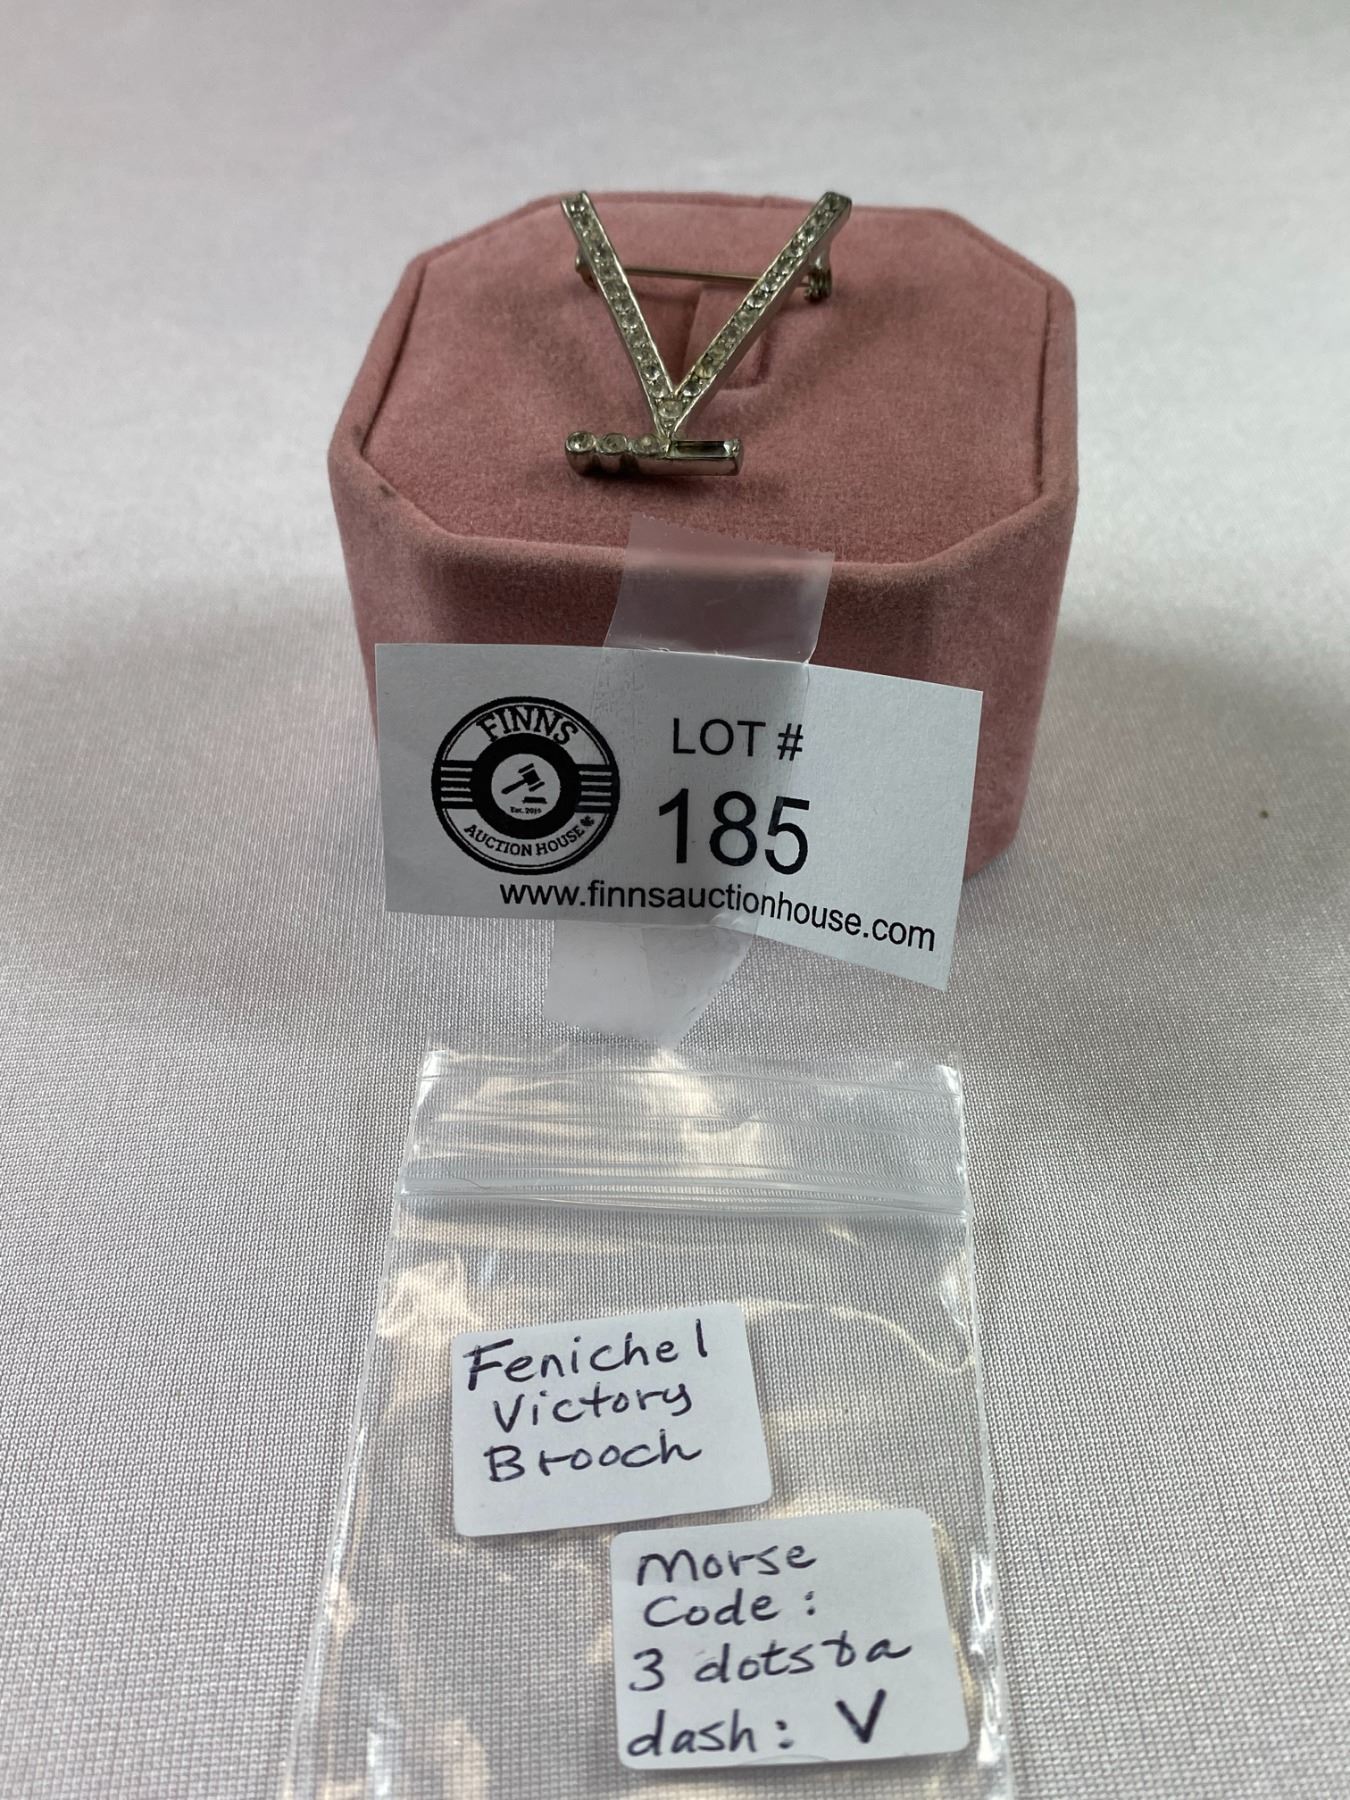 FINNS
Est. 2019
AUCTION HOUSE
LOT #
185
www.finnsauctionhouse.com
Fenichel
Victory
Brooch
Morse
Code:
3 dots & a
dash: V